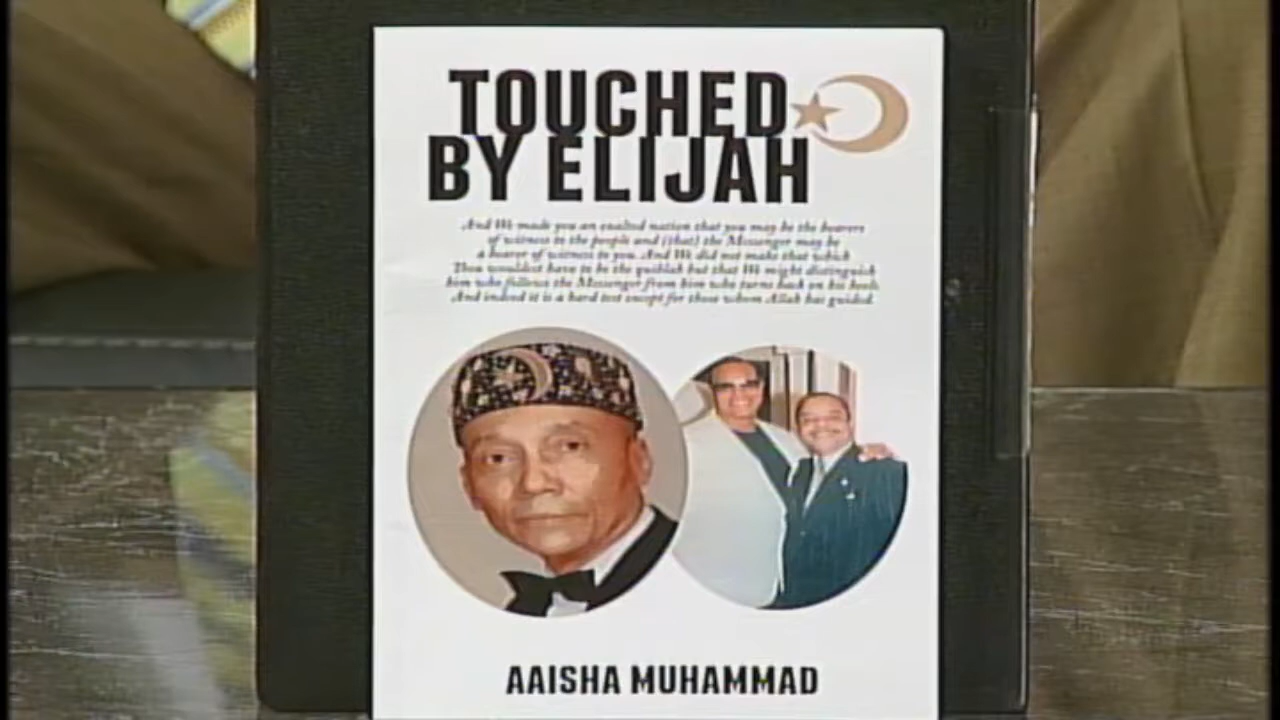 TOUCHED
BY ELIJAH
And We made you an exalted nation that you may be the bearers
of witness to the people and (that) the Messenger may be
a bearer of witness to you. And We did not make that which
Thou wouldst have to be the quiblah but that We might distinguish
him who follows the Messenger from him who turns back on his heels
And indeed it is a hard test except for those whom Allah has guided.
AAISHA MUHAMMAD